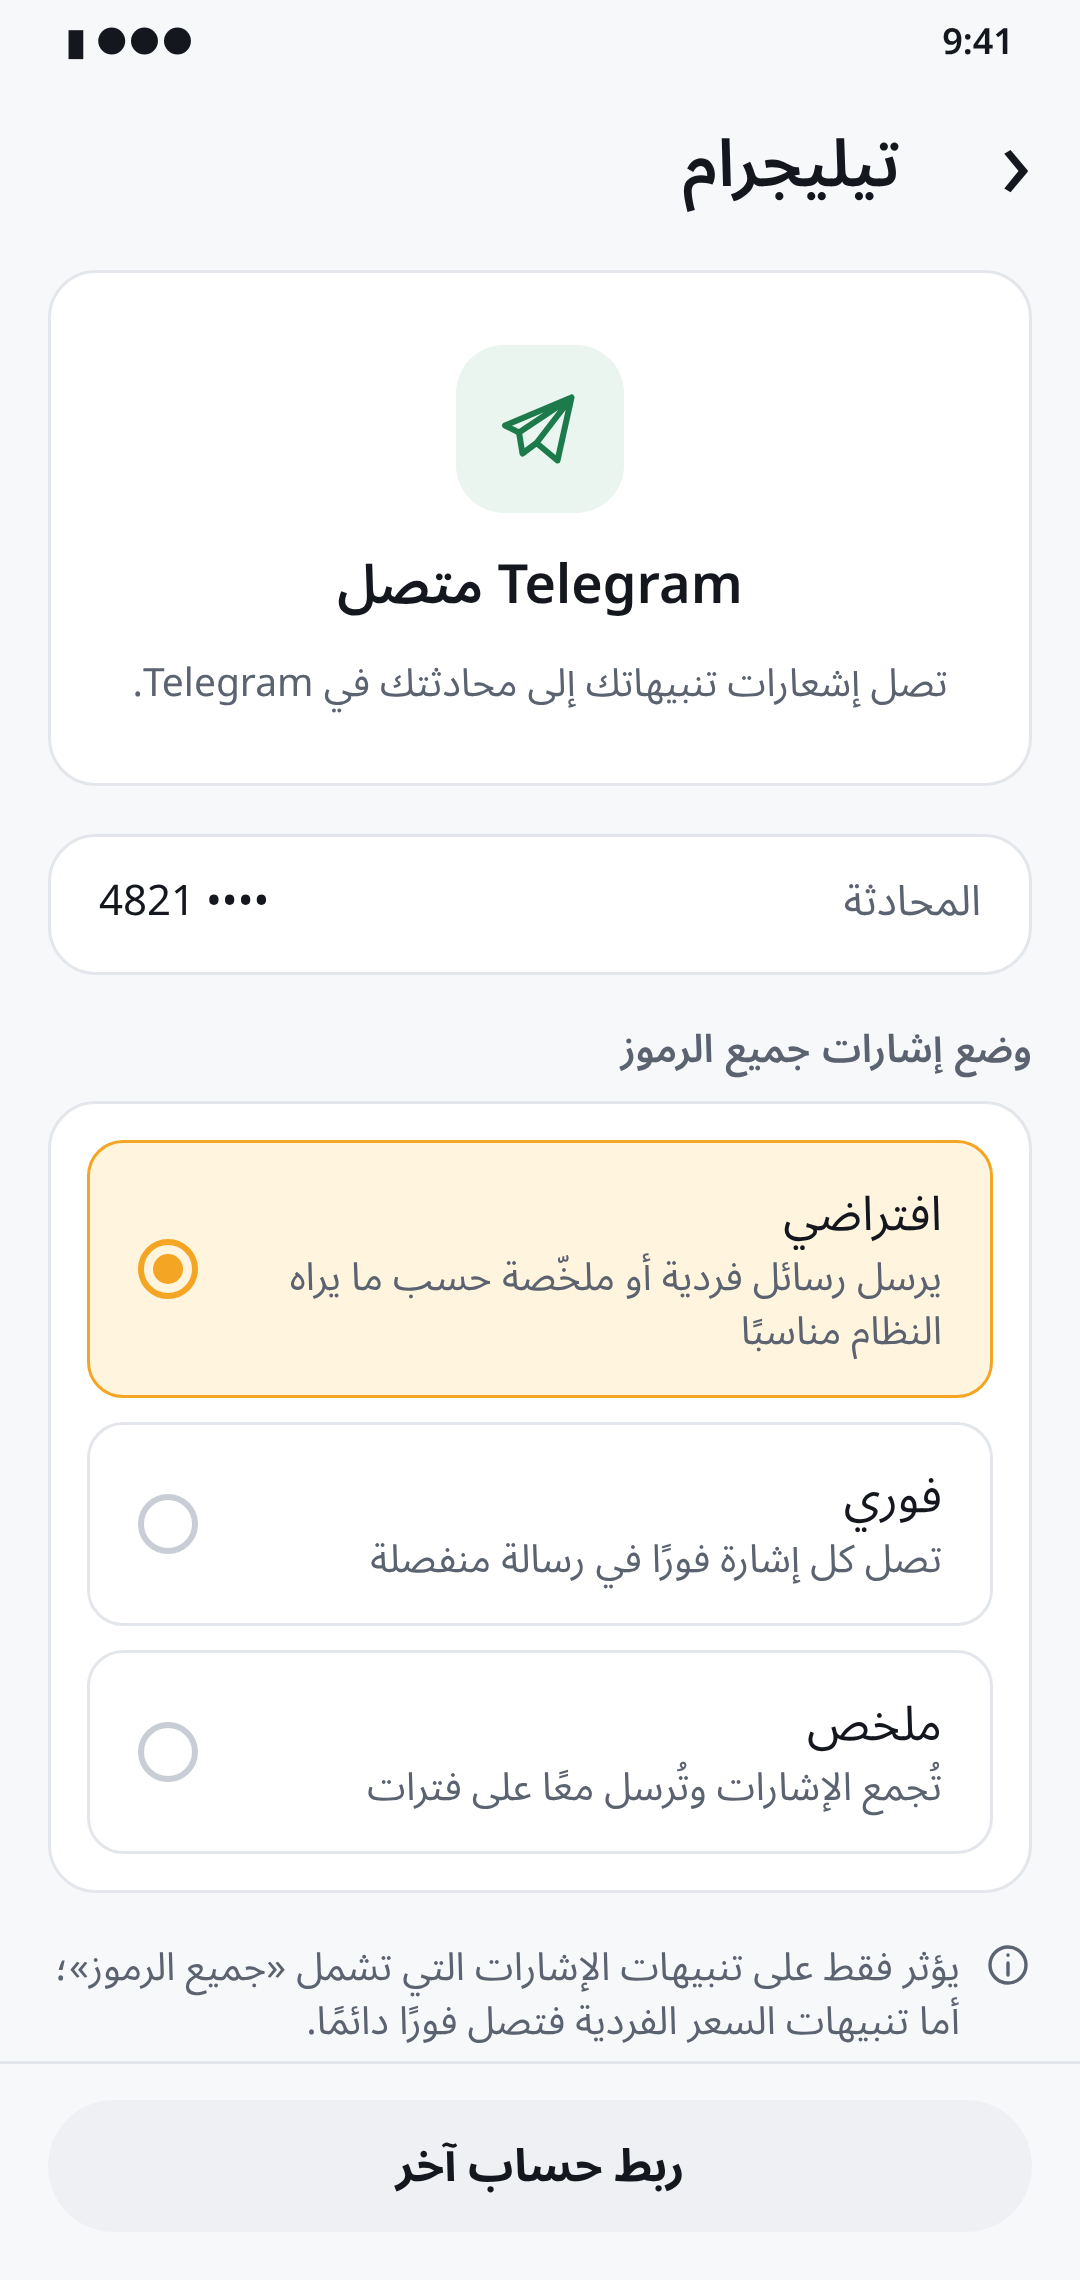 9:41
تيليجرام
Telegram متصل
تصل إشعارات تنبيهاتك إلى محادثتك في Telegram.
المحادثة
•••• 4821
وضع إشارات جميع الرموز
افتراضي
يرسل رسائل فردية أو ملخّصة حسب ما يراه
النظام مناسبًا
فوري
تصل كل إشارة فورًا في رسالة منفصلة
ملخص
تُجمع الإشارات وتُرسل معًا على فترات
يؤثر فقط على تنبيهات الإشارات التي تشمل «جميع الرموز»؛
أما تنبيهات السعر الفردية فتصل فورًا دائمًا.
ربط حساب آخر